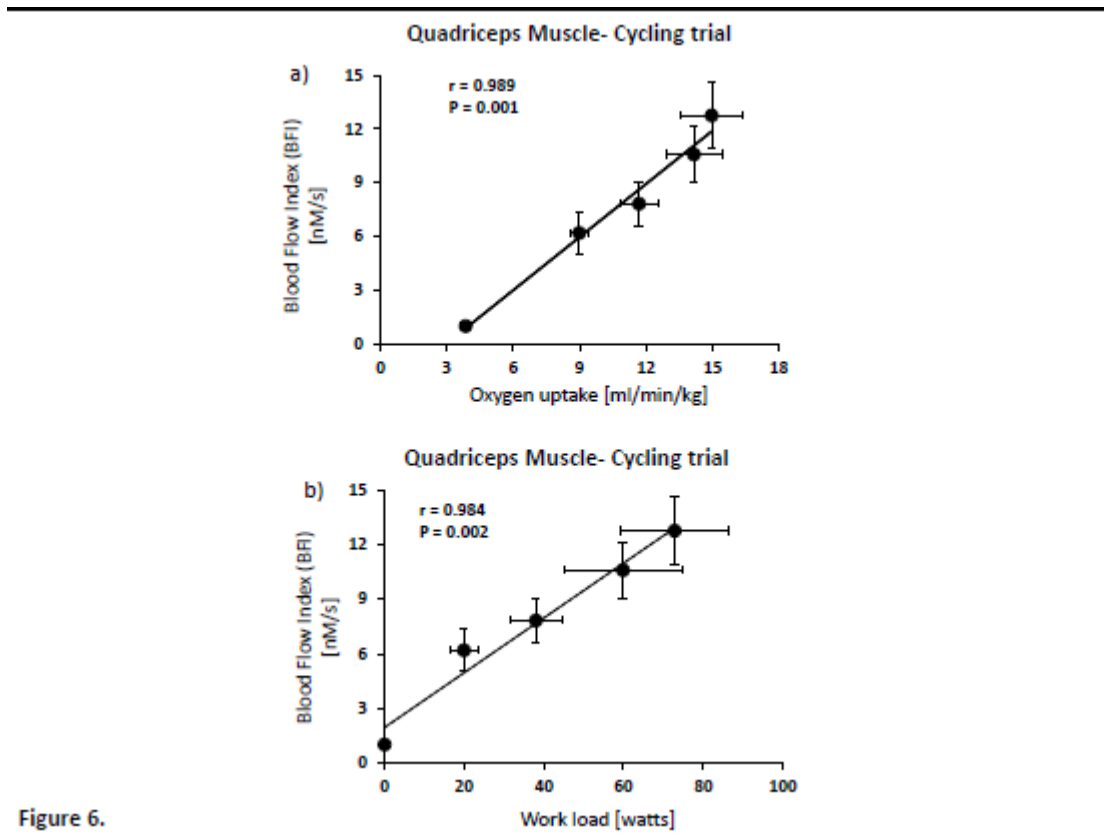 Quadriceps Muscle- Cycling trial
a)
r = 0.989
P = 0.001
Blood Flow Index (BFI)
[nM/s]
15
12
9
6
3
0
0 3 6 9 12 15 18
Oxygen uptake [ml/min/kg]
Quadriceps Muscle- Cycling trial
b)
r = 0.984
P = 0.002
Blood Flow Index (BFI)
[nM/s]
15
12
9
6
3
0
0 20 40 60 80 100
Work load [watts]
Figure 6.